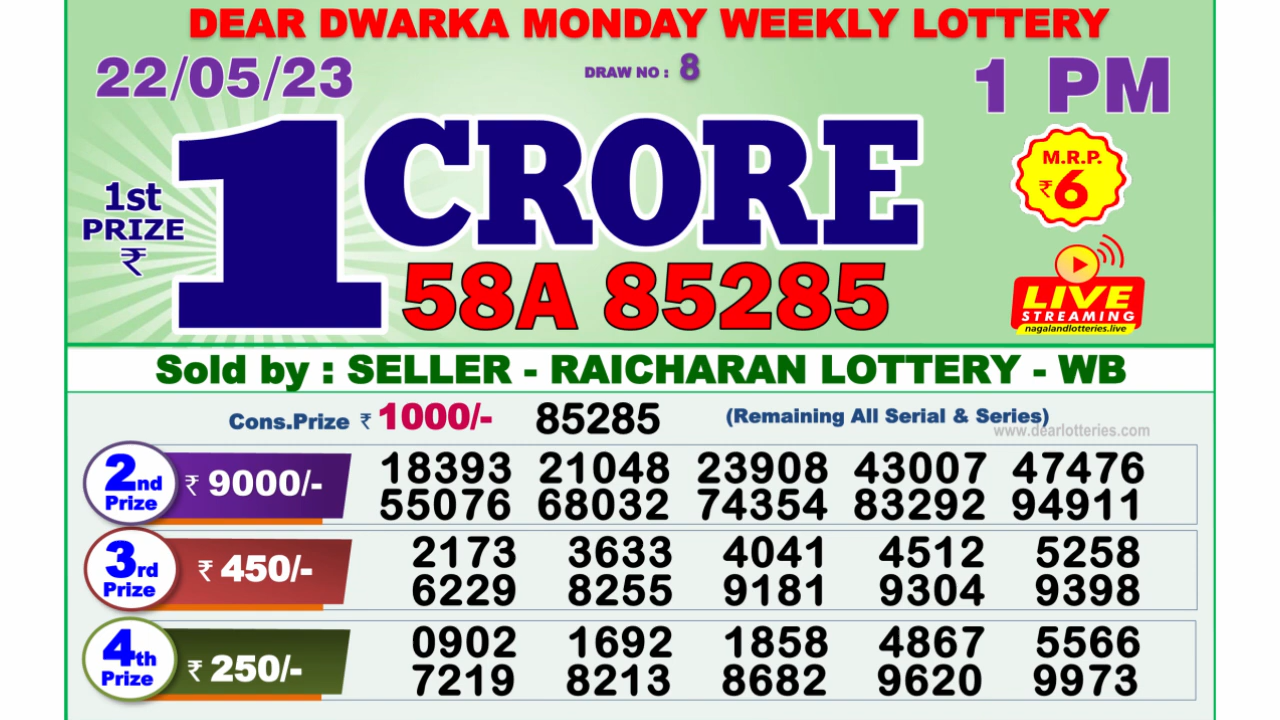 DEAR DWARKA MONDAY WEEKLY LOTTERY
22/05/23 DRAW NO : 8 1 PM
1st PRIZE ₹ 1 CRORE
M.R.P. ₹6
58A 85285
LIVE
STREAMING
nagalandlotteries.live
Sold by : SELLER - RAICHARAN LOTTERY - WB
Cons.Prize ₹ 1000/- 85285 (Remaining All Serial & Series)
www.dearlotteries.com
2nd Prize ₹ 9000/-
18393 21048 23908 43007 47476
55076 68032 74354 83292 94911
3rd Prize ₹ 450/-
2173 3633 4041 4512 5258
6229 8255 9181 9304 9398
4th Prize ₹ 250/-
0902 1692 1858 4867 5566
7219 8213 8682 9620 9973